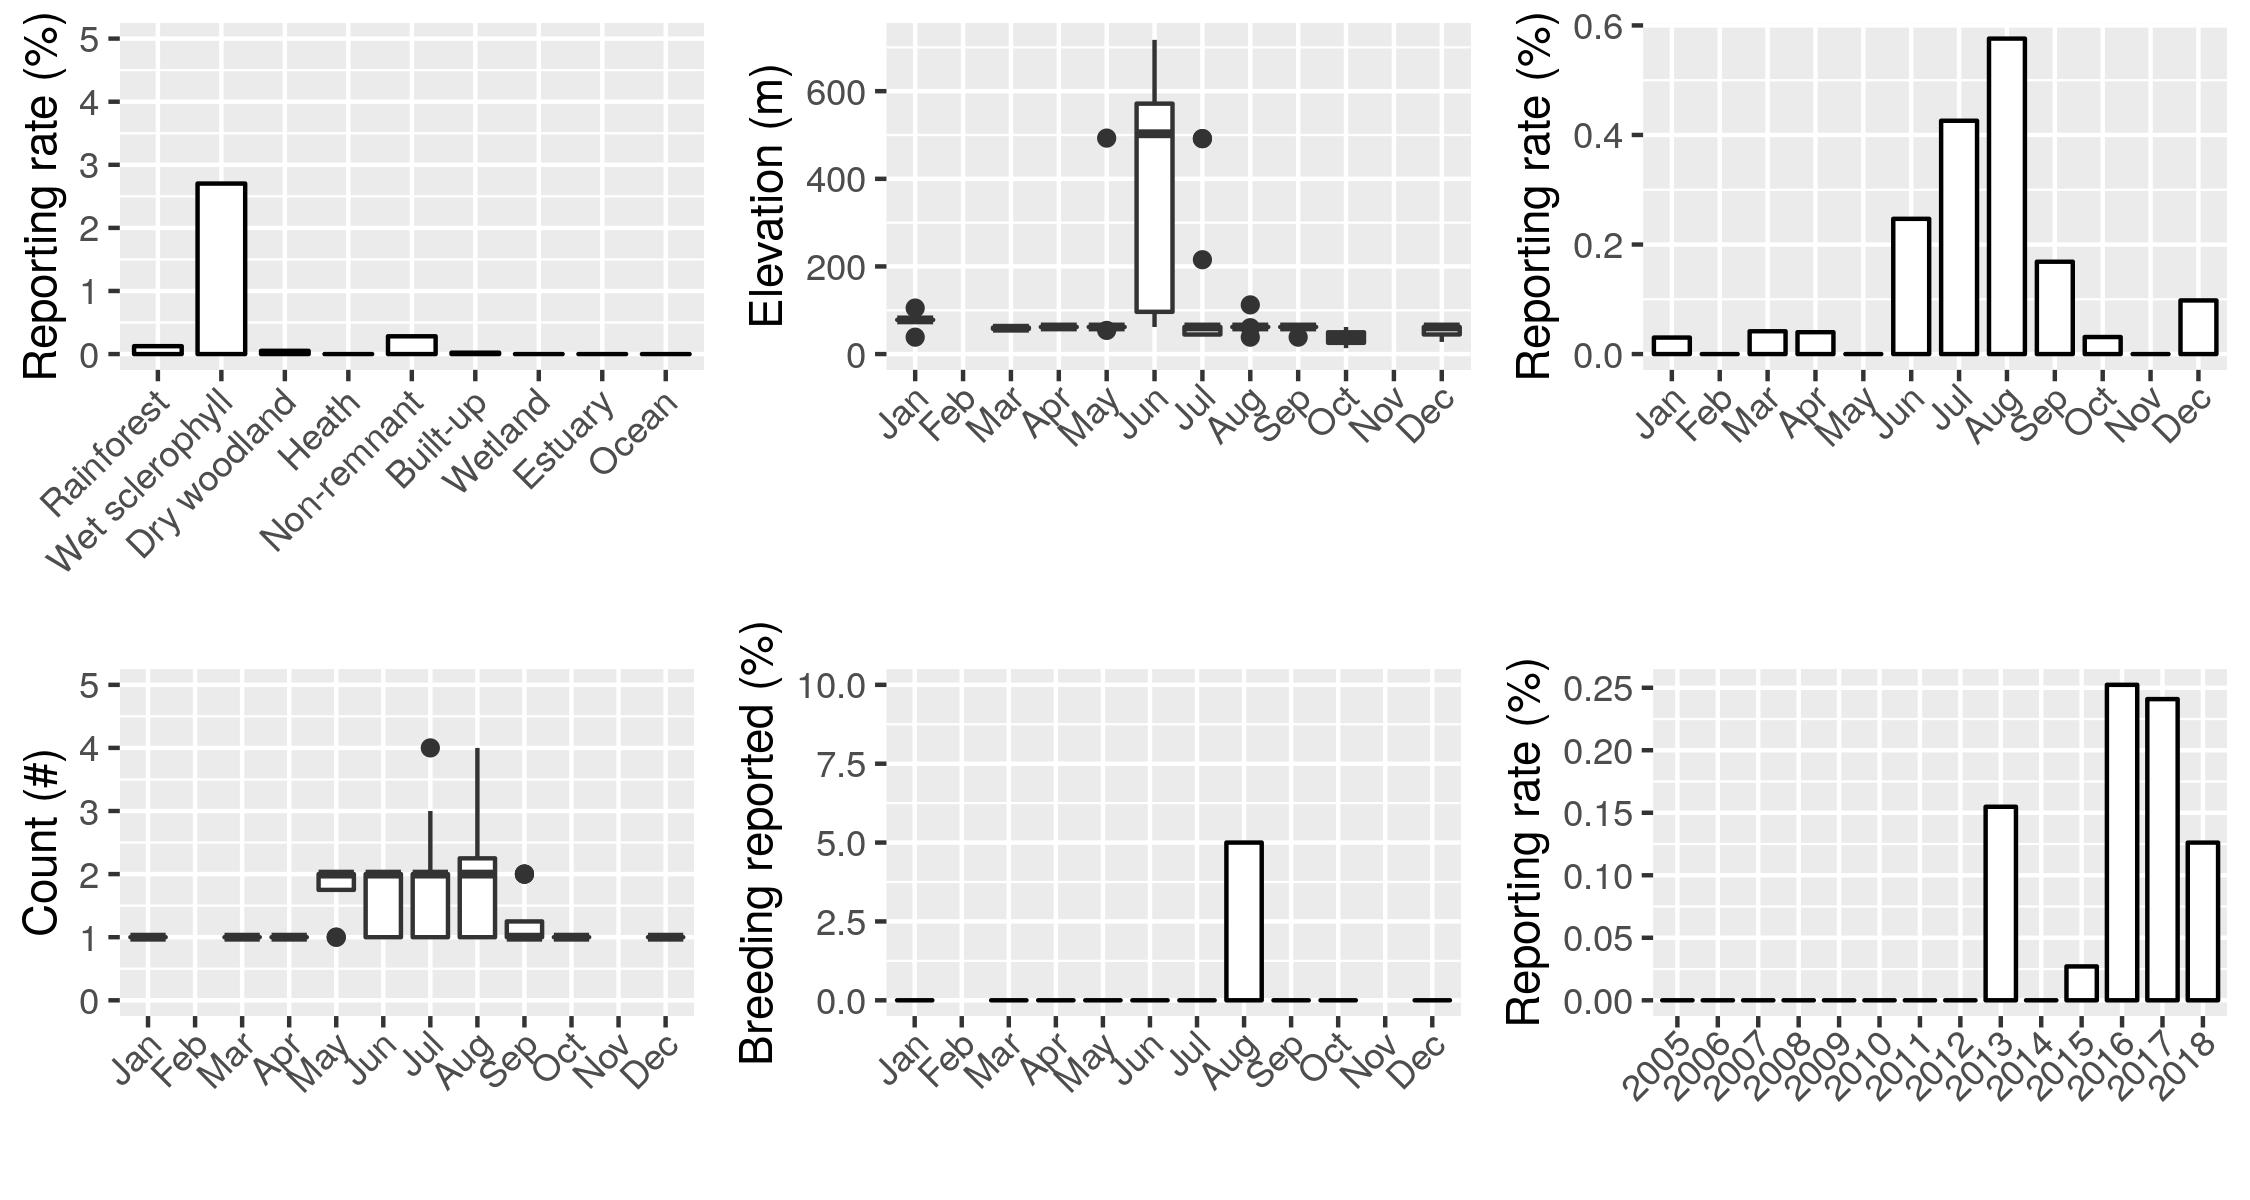 Reporting rate (%)
5
4
3
2
1
0
Rainforest
Wet sclerophyll
Dry woodland
Heath
Non-remnant
Built-up
Wetland
Estuary
Ocean
Elevation (m)
600
400
200
0
Jan
Feb
Mar
Apr
May
Jun
Jul
Aug
Sep
Oct
Nov
Dec
Reporting rate (%)
0.6
0.4
0.2
0.0
Jan
Feb
Mar
Apr
May
Jun
Jul
Aug
Sep
Oct
Nov
Dec
Count (#)
5
4
3
2
1
0
Jan
Feb
Mar
Apr
May
Jun
Jul
Aug
Sep
Oct
Nov
Dec
Breeding reported (%)
10.0
7.5
5.0
2.5
0.0
Jan
Feb
Mar
Apr
May
Jun
Jul
Aug
Sep
Oct
Nov
Dec
Reporting rate (%)
0.25
0.20
0.15
0.10
0.05
0.00
2005
2006
2007
2008
2009
2010
2011
2012
2013
2014
2015
2016
2017
2018